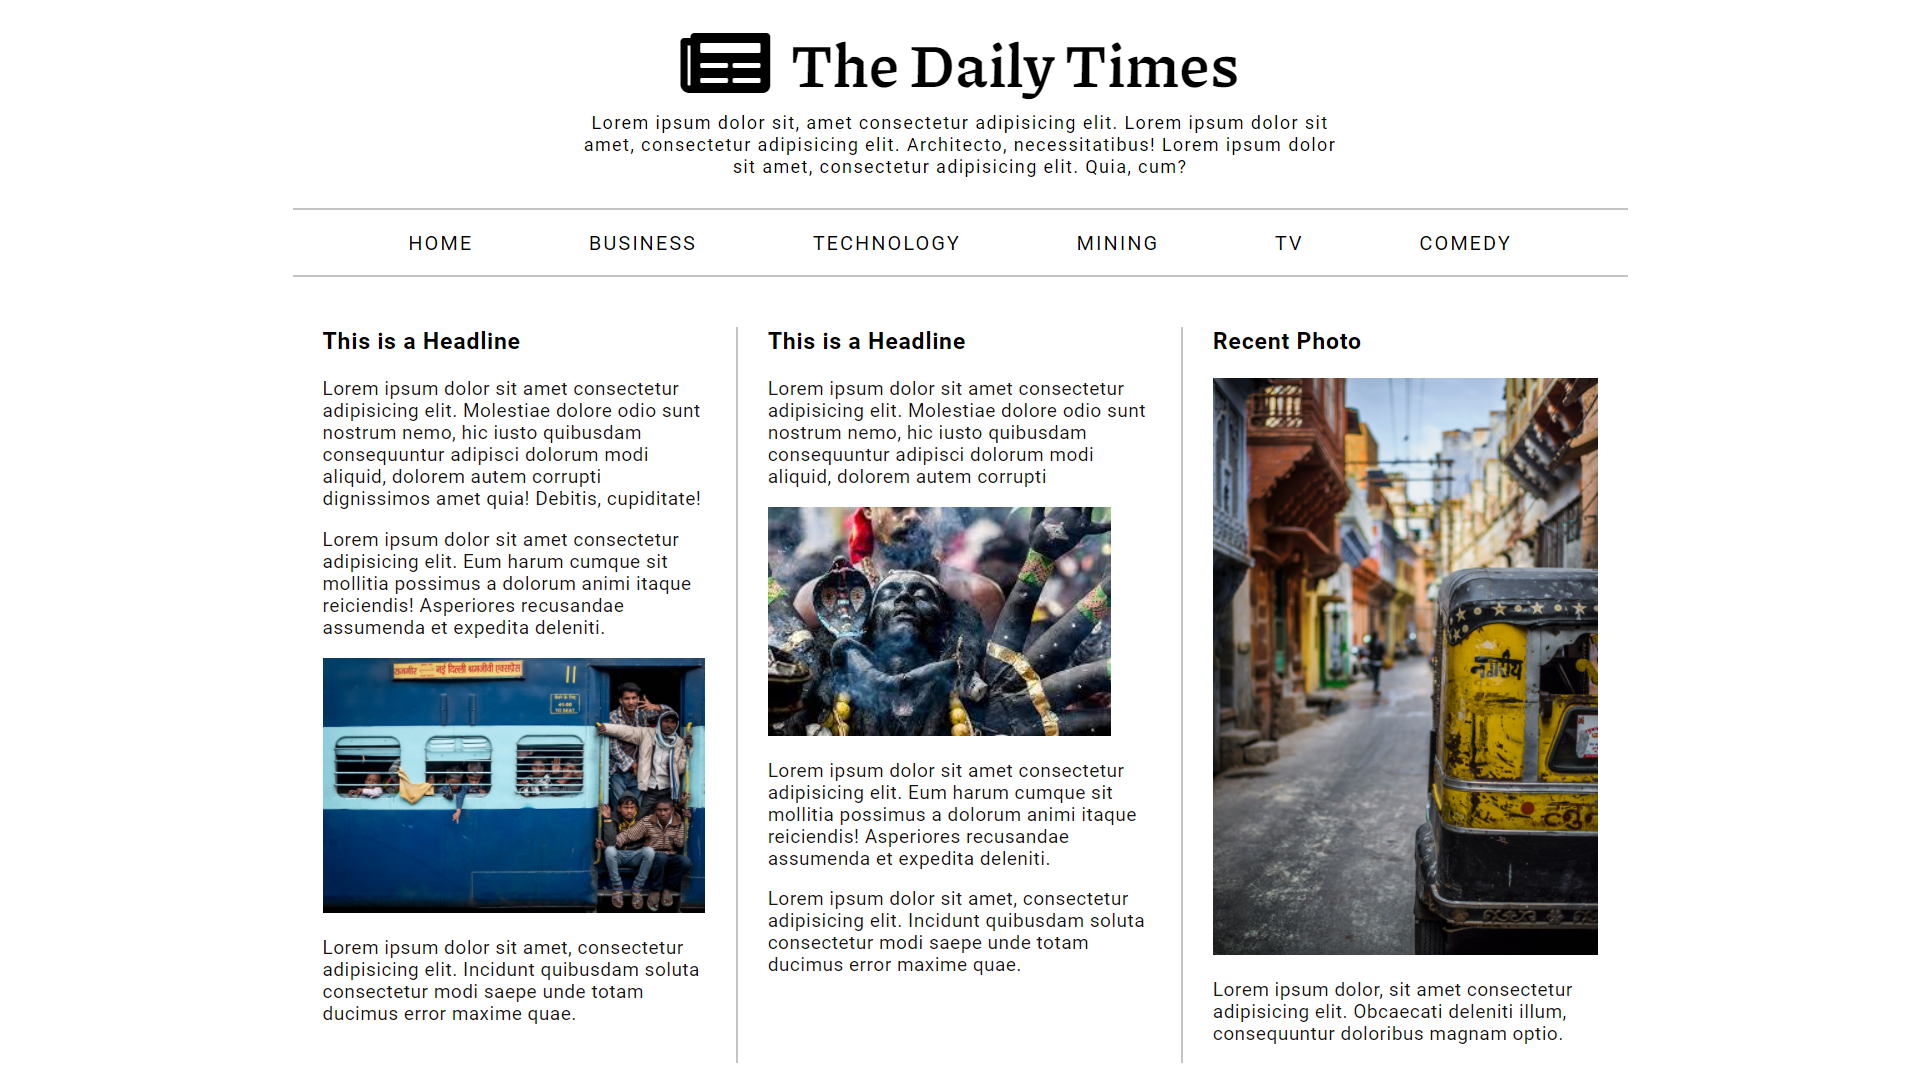 The Daily Times
Lorem ipsum dolor sit, amet consectetur adipisicing elit. Lorem ipsum dolor sit
amet, consectetur adipisicing elit. Architecto, necessitatibus! Lorem ipsum dolor
sit amet, consectetur adipisicing elit. Quia, cum?
HOME BUSINESS TECHNOLOGY MINING TV COMEDY
This is a Headline
Lorem ipsum dolor sit amet consectetur
adipisicing elit. Molestiae dolore odio sunt
nostrum nemo, hic iusto quibusdam
consequuntur adipisci dolorum modi
aliquid, dolorem autem corrupti
dignissimos amet quia! Debitis, cupiditate!
Lorem ipsum dolor sit amet consectetur
adipisicing elit. Eum harum cumque sit
mollitia possimus a dolorum animi itaque
reiciendis! Asperiores recusandae
assumenda et expedita deleniti.
नई दिल्ली
Lorem ipsum dolor sit amet, consectetur
adipisicing elit. Incidunt quibusdam soluta
consectetur modi saepe unde totam
ducimus error maxime quae.
This is a Headline
Lorem ipsum dolor sit amet consectetur
adipisicing elit. Molestiae dolore odio sunt
nostrum nemo, hic iusto quibusdam
consequuntur adipisci dolorum modi
aliquid, dolorem autem corrupti
Lorem ipsum dolor sit amet consectetur
adipisicing elit. Eum harum cumque sit
mollitia possimus a dolorum animi itaque
reiciendis! Asperiores recusandae
assumenda et expedita deleniti.
Lorem ipsum dolor sit amet, consectetur
adipisicing elit. Incidunt quibusdam soluta
consectetur modi saepe unde totam
ducimus error maxime quae.
Recent Photo
Lorem ipsum dolor, sit amet consectetur
adipisicing elit. Obcaecati deleniti illum,
consequuntur doloribus magnam optio.